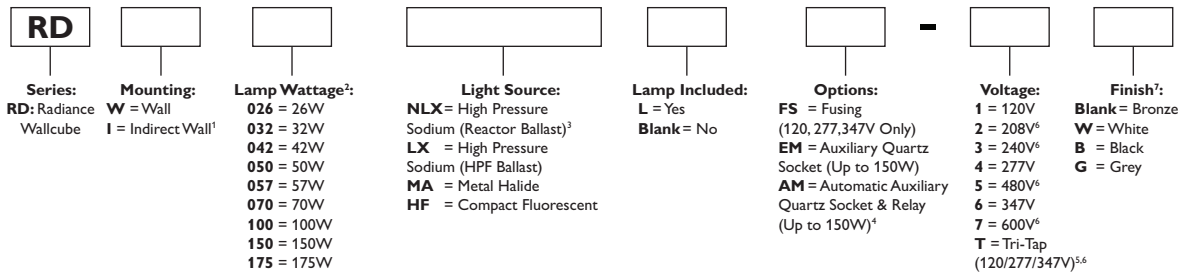 RD
-
Series:
RD: Radiance
Wallcube
Mounting:
W = Wall
I = Indirect Wall¹
Lamp Wattage²:
026 = 26W
032 = 32W
042 = 42W
050 = 50W
057 = 57W
070 = 70W
100 = 100W
150 = 150W
175 = 175W
Light Source:
NLX= High Pressure
Sodium (Reactor Ballast)³
LX = High Pressure
Sodium (HPF Ballast)
MA = Metal Halide
HF = Compact Fluorescent
Lamp Included:
L = Yes
Blank = No
Options:
FS = Fusing
(120, 277,347V Only)
EM = Auxiliary Quartz
Socket (Up to 150W)
AM = Automatic Auxiliary
Quartz Socket & Relay
(Up to 150W)⁴
Voltage:
1 = 120V
2 = 208V⁶
3 = 240V⁶
4 = 277V
5 = 480V⁶
6 = 347V
7 = 600V⁶
T = Tri-Tap
(120/277/347V)⁵,⁶
Finish⁷:
Blank = Bronze
W = White
B = Black
G = Grey